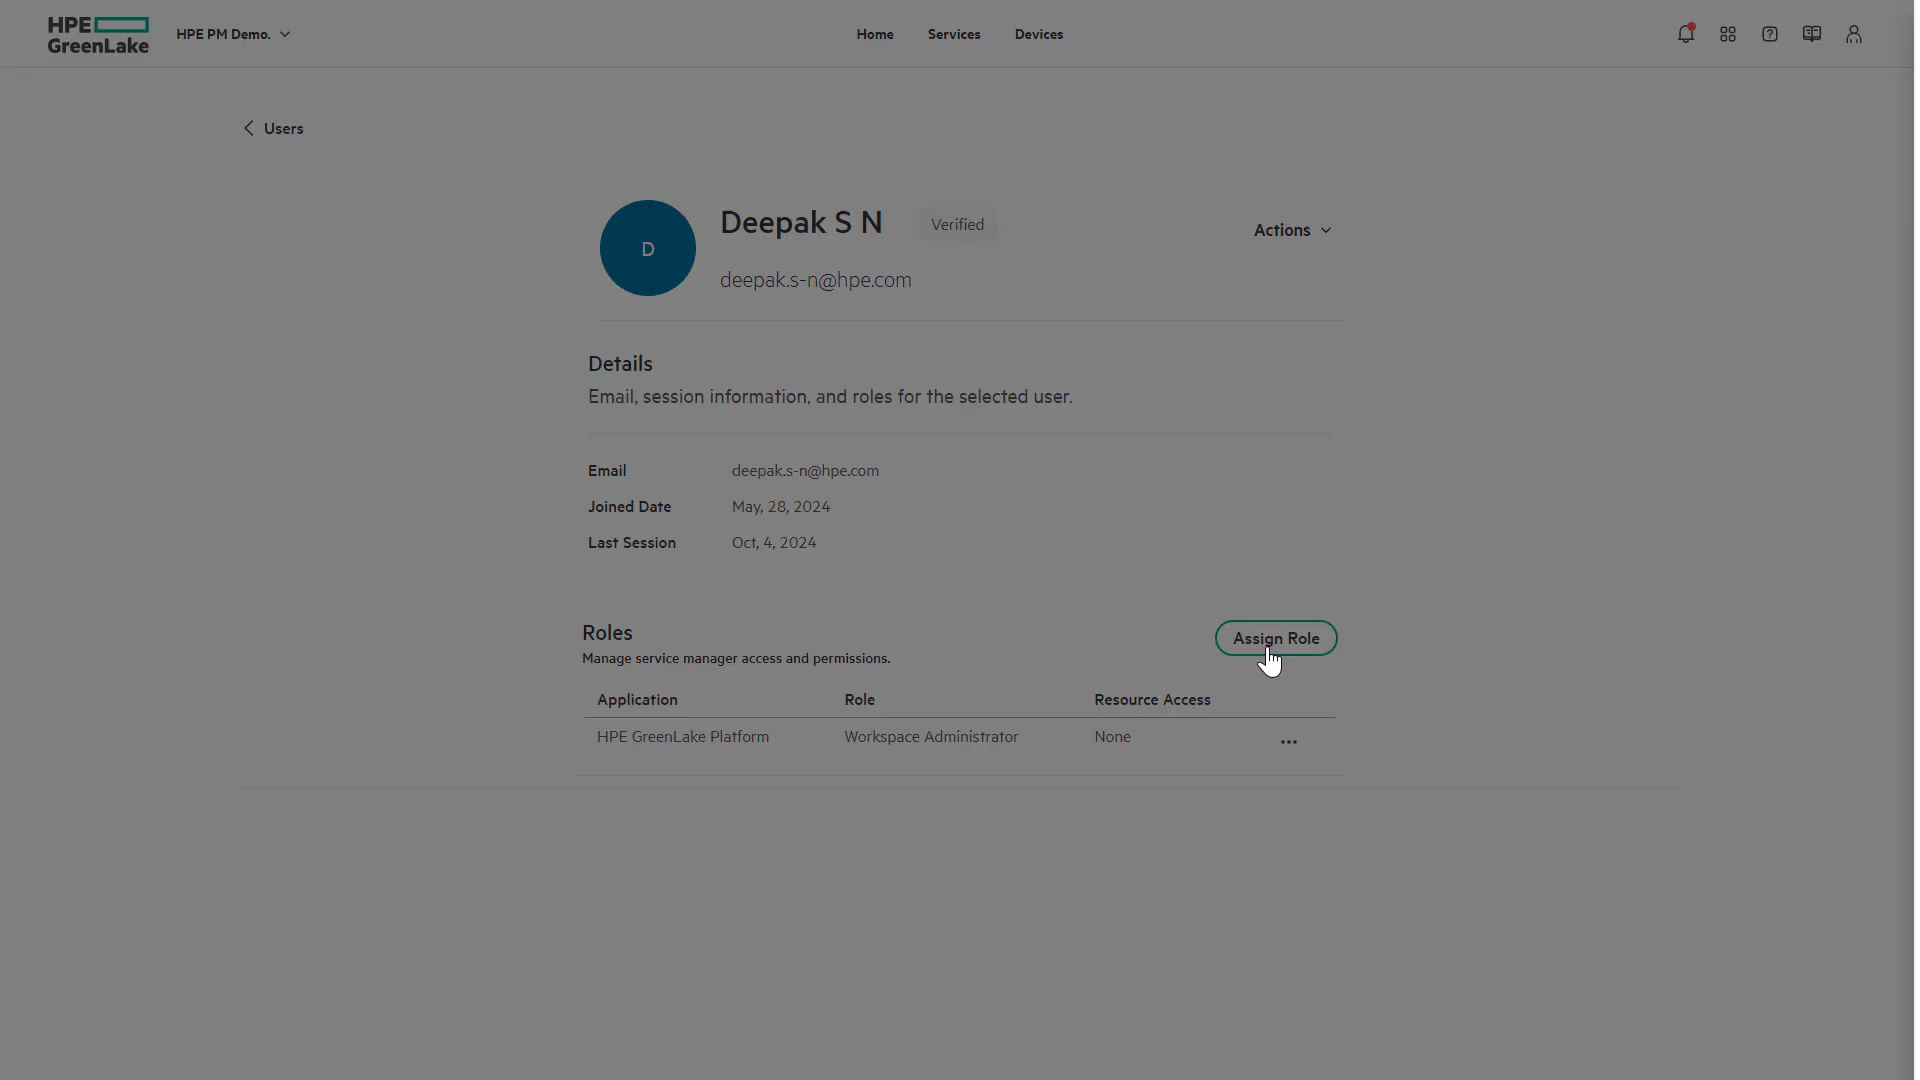 HPE
GreenLake
HPE PM Demo.
Home
Services
Devices
Users
D
Deepak S N
Verified
Actions
deepak.s-n@hpe.com
Details
Email, session information, and roles for the selected user.
Email
deepak.s-n@hpe.com
Joined Date
May, 28, 2024
Last Session
Oct, 4, 2024
Roles
Assign Role
Manage service manager access and permissions.
Application
Role
Resource Access
HPE GreenLake Platform
Workspace Administrator
None